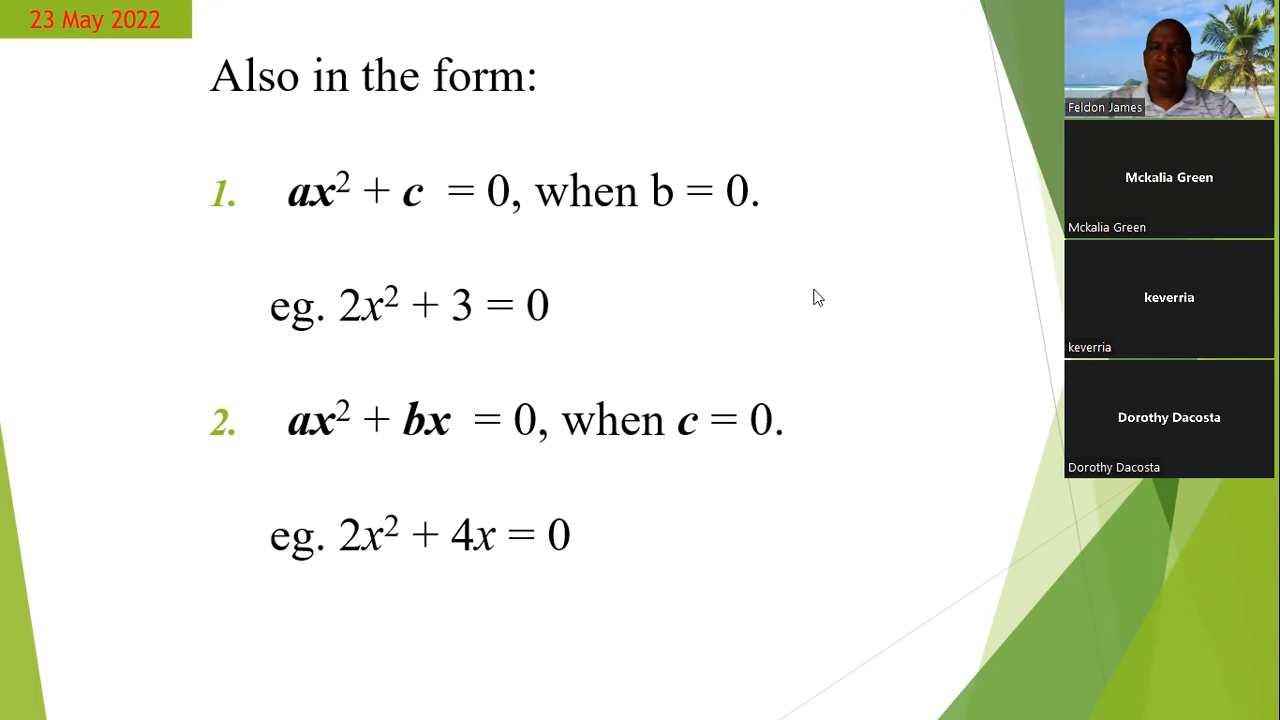 23 May 2022
Also in the form:
1. ax² + c = 0, when b = 0.
eg. 2x² + 3 = 0
2. ax² + bx = 0, when c = 0.
eg. 2x² + 4x = 0
Feldon James
Mckalia Green
Mckalia Green
keverria
keverria
Dorothy Dacosta
Dorothy Dacosta